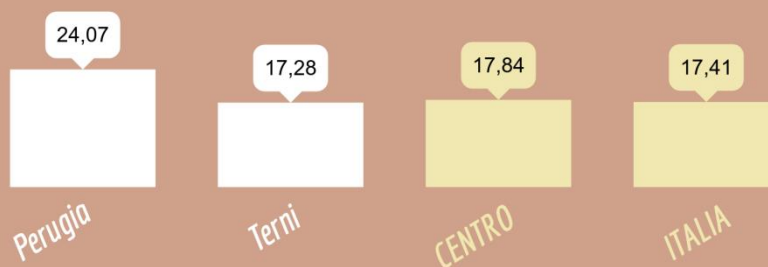 24,07
17,28
17,84
17,41
Perugia
Terni
CENTRO
ITALIA